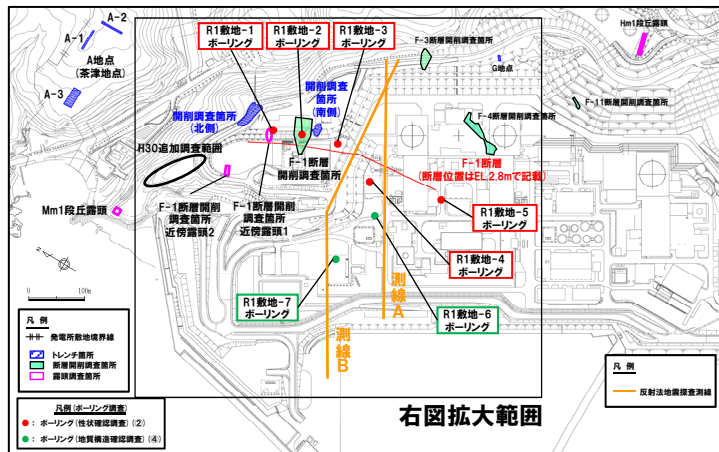 A-2
A-1
A地点
(茶津地点)
A-3
R1敷地-1
ボーリング
R1敷地-2
ボーリング
R1敷地-3
ボーリング
F-3断層開削調査箇所
G地点
Hm1段丘露頭
F-11断層開削調査箇所
F-4断層開削調査箇所
開削調査箇所
(北側)
開削調査
箇所
(南側)
H30追加調査範囲
F-1断層
開削調査箇所
F-1断層
(断層位置はEL.2.8mで記載)
F-1断層開削
調査箇所
近傍露頭2
F-1断層開削
調査箇所
近傍露頭1
Mm1段丘露頭
R1敷地-5
ボーリング
R1敷地-4
ボーリング
R1敷地-7
ボーリング
R1敷地-6
ボーリング
測線A
測線B
N
0
100m
凡 例
発電所敷地境界線
トレンチ箇所
断層開削調査箇所
露頭調査箇所
凡例(ボーリング調査)
: ボーリング(性状確認調査)(②)
: ボーリング(地質構造確認調査)(④)
右図拡大範囲
凡 例
反射法地震探査測線